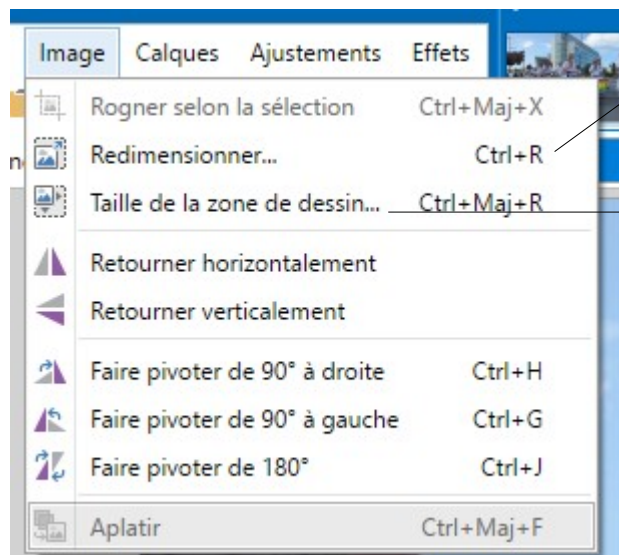 Image Calques Ajustements Effets
Rogner selon la sélection Ctrl+Maj+X
Redimensionner... Ctrl+R
Taille de la zone de dessin... Ctrl+Maj+R
Retourner horizontalement
Retourner verticalement
Faire pivoter de 90° à droite Ctrl+H
Faire pivoter de 90° à gauche Ctrl+G
Faire pivoter de 180° Ctrl+J
Aplatir Ctrl+Maj+F